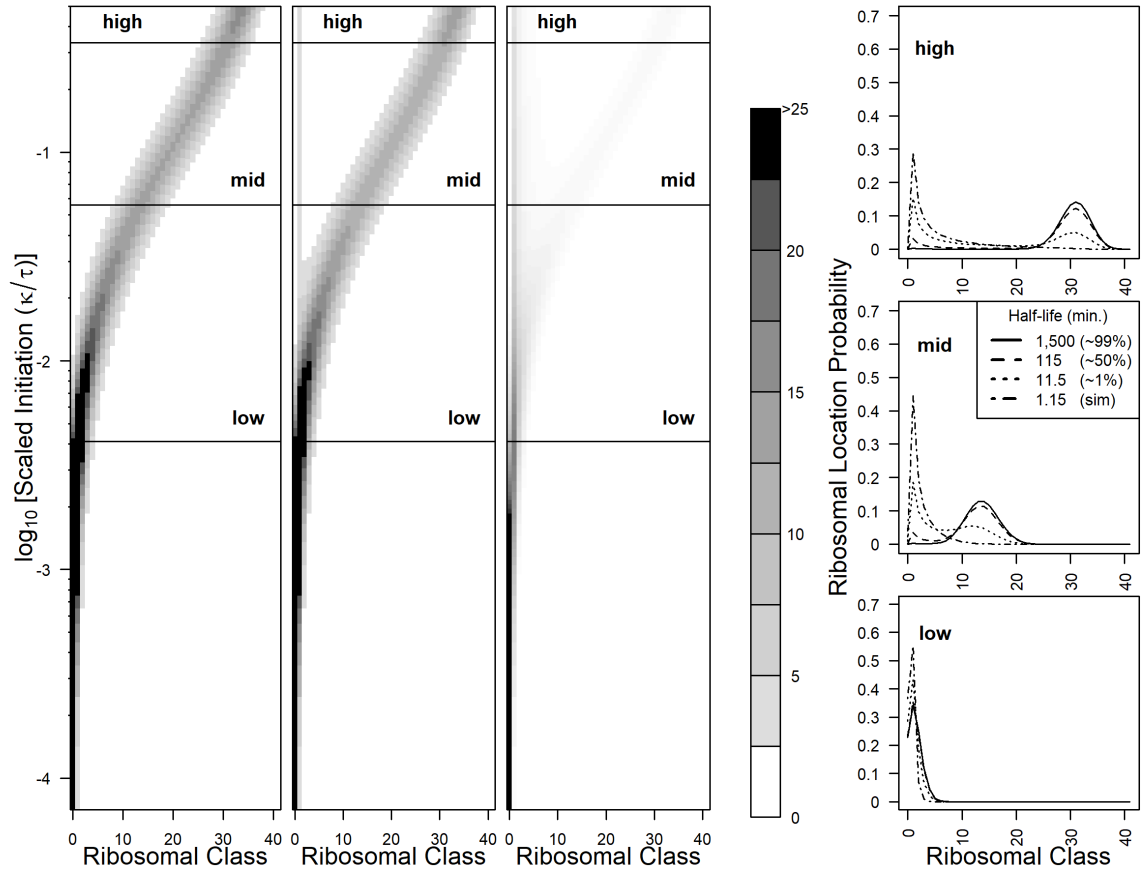 high
mid
low
high
mid
low
high
mid
low
log10 [Scaled Initiation (κ/τ)]
-1
-2
-3
-4
0 10 20 30 40
Ribosomal Class
0 10 20 30 40
Ribosomal Class
0 10 20 30 40
Ribosomal Class
>25
20
15
10
5
0
Ribosomal Location Probability
high
0.7
0.6
0.5
0.4
0.3
0.2
0.1
0
0 10 20 30 40
mid
0.7
0.6
0.5
0.4
0.3
0.2
0.1
0
Half-life (min.)
1,500 (~99%)
115 (~50%)
11.5 (~1%)
1.15 (sim)
0 10 20 30 40
low
0.7
0.6
0.5
0.4
0.3
0.2
0.1
0
0 10 20 30 40
Ribosomal Class